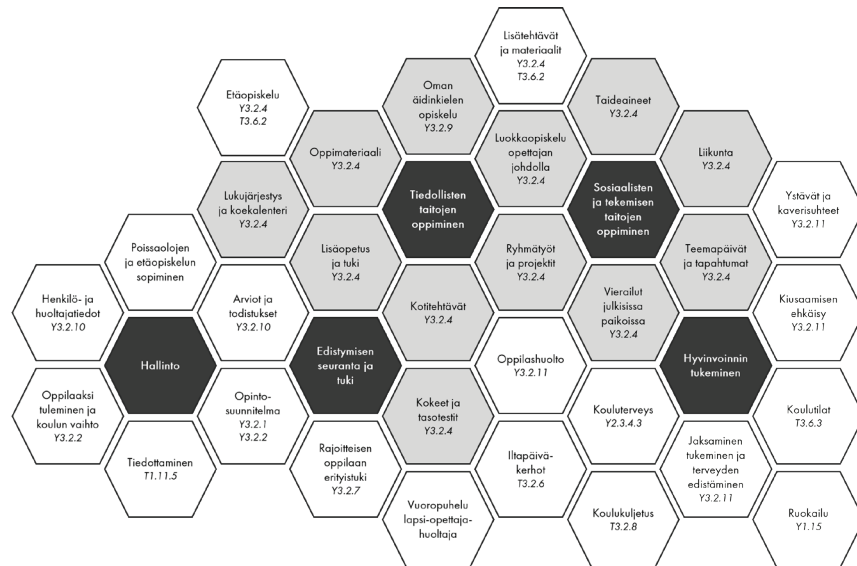 Lisätehtävät
ja materiaalit
Y3.2.4
T3.6.2
Etäopiskelu
Y3.2.4
T3.6.2
Oman
äidinkielen
opiskelu
Y3.2.9
Taideaineet
Y3.2.4
Oppimateriaali
Y3.2.4
Luokkaopiskelu
opettajan
johdolla
Y3.2.4
Liikunta
Y3.2.4
Lukujärjestys
ja koekalenteri
Y3.2.4
Tiedollisten
taitojen
oppiminen
Sosiaalisten
ja tekemisen
taitojen
oppiminen
Ystävät ja
kaverisuhteet
Y3.2.11
Poissaolojen
ja etäopiskelun
sopiminen
Lisäopetus
ja tuki
Y3.2.4
Ryhmätyöt
ja projektit
Y3.2.4
Teemapäivät
ja tapahtumat
Y3.2.4
Henkilö- ja
huoltajatiedot
Y3.2.10
Arviot ja
todistukset
Y3.2.10
Kotitehtävät
Y3.2.4
Vierailut
julkisissa
paikoissa
Y3.2.4
Kiusaamisen
ehkäisy
Y3.2.11
Hallinto
Edistymisen
seuranta ja
tuki
Oppilashuolto
Y3.2.11
Hyvinvoinnin
tukeminen
Oppilaaksi
tuleminen ja
koulun vaihto
Y3.2.2
Opinto-
suunnitelma
Y3.2.1
Y3.2.2
Kokeet ja
tasotestit
Y3.2.4
Kouluterveys
Y2.3.4.3
Koulutilat
T3.6.3
Tiedottaminen
T1.11.5
Rajoitteisen
oppilaan
erityistuki
Y3.2.7
Iltapäivä-
kerhot
T3.2.6
Jaksaminen
tukeminen ja
terveyden
edistäminen
Y3.2.11
Vuoropuhelu
lapsi-opettaja-
huoltaja
Koulukuljetus
T3.2.8
Ruokailu
Y1.15